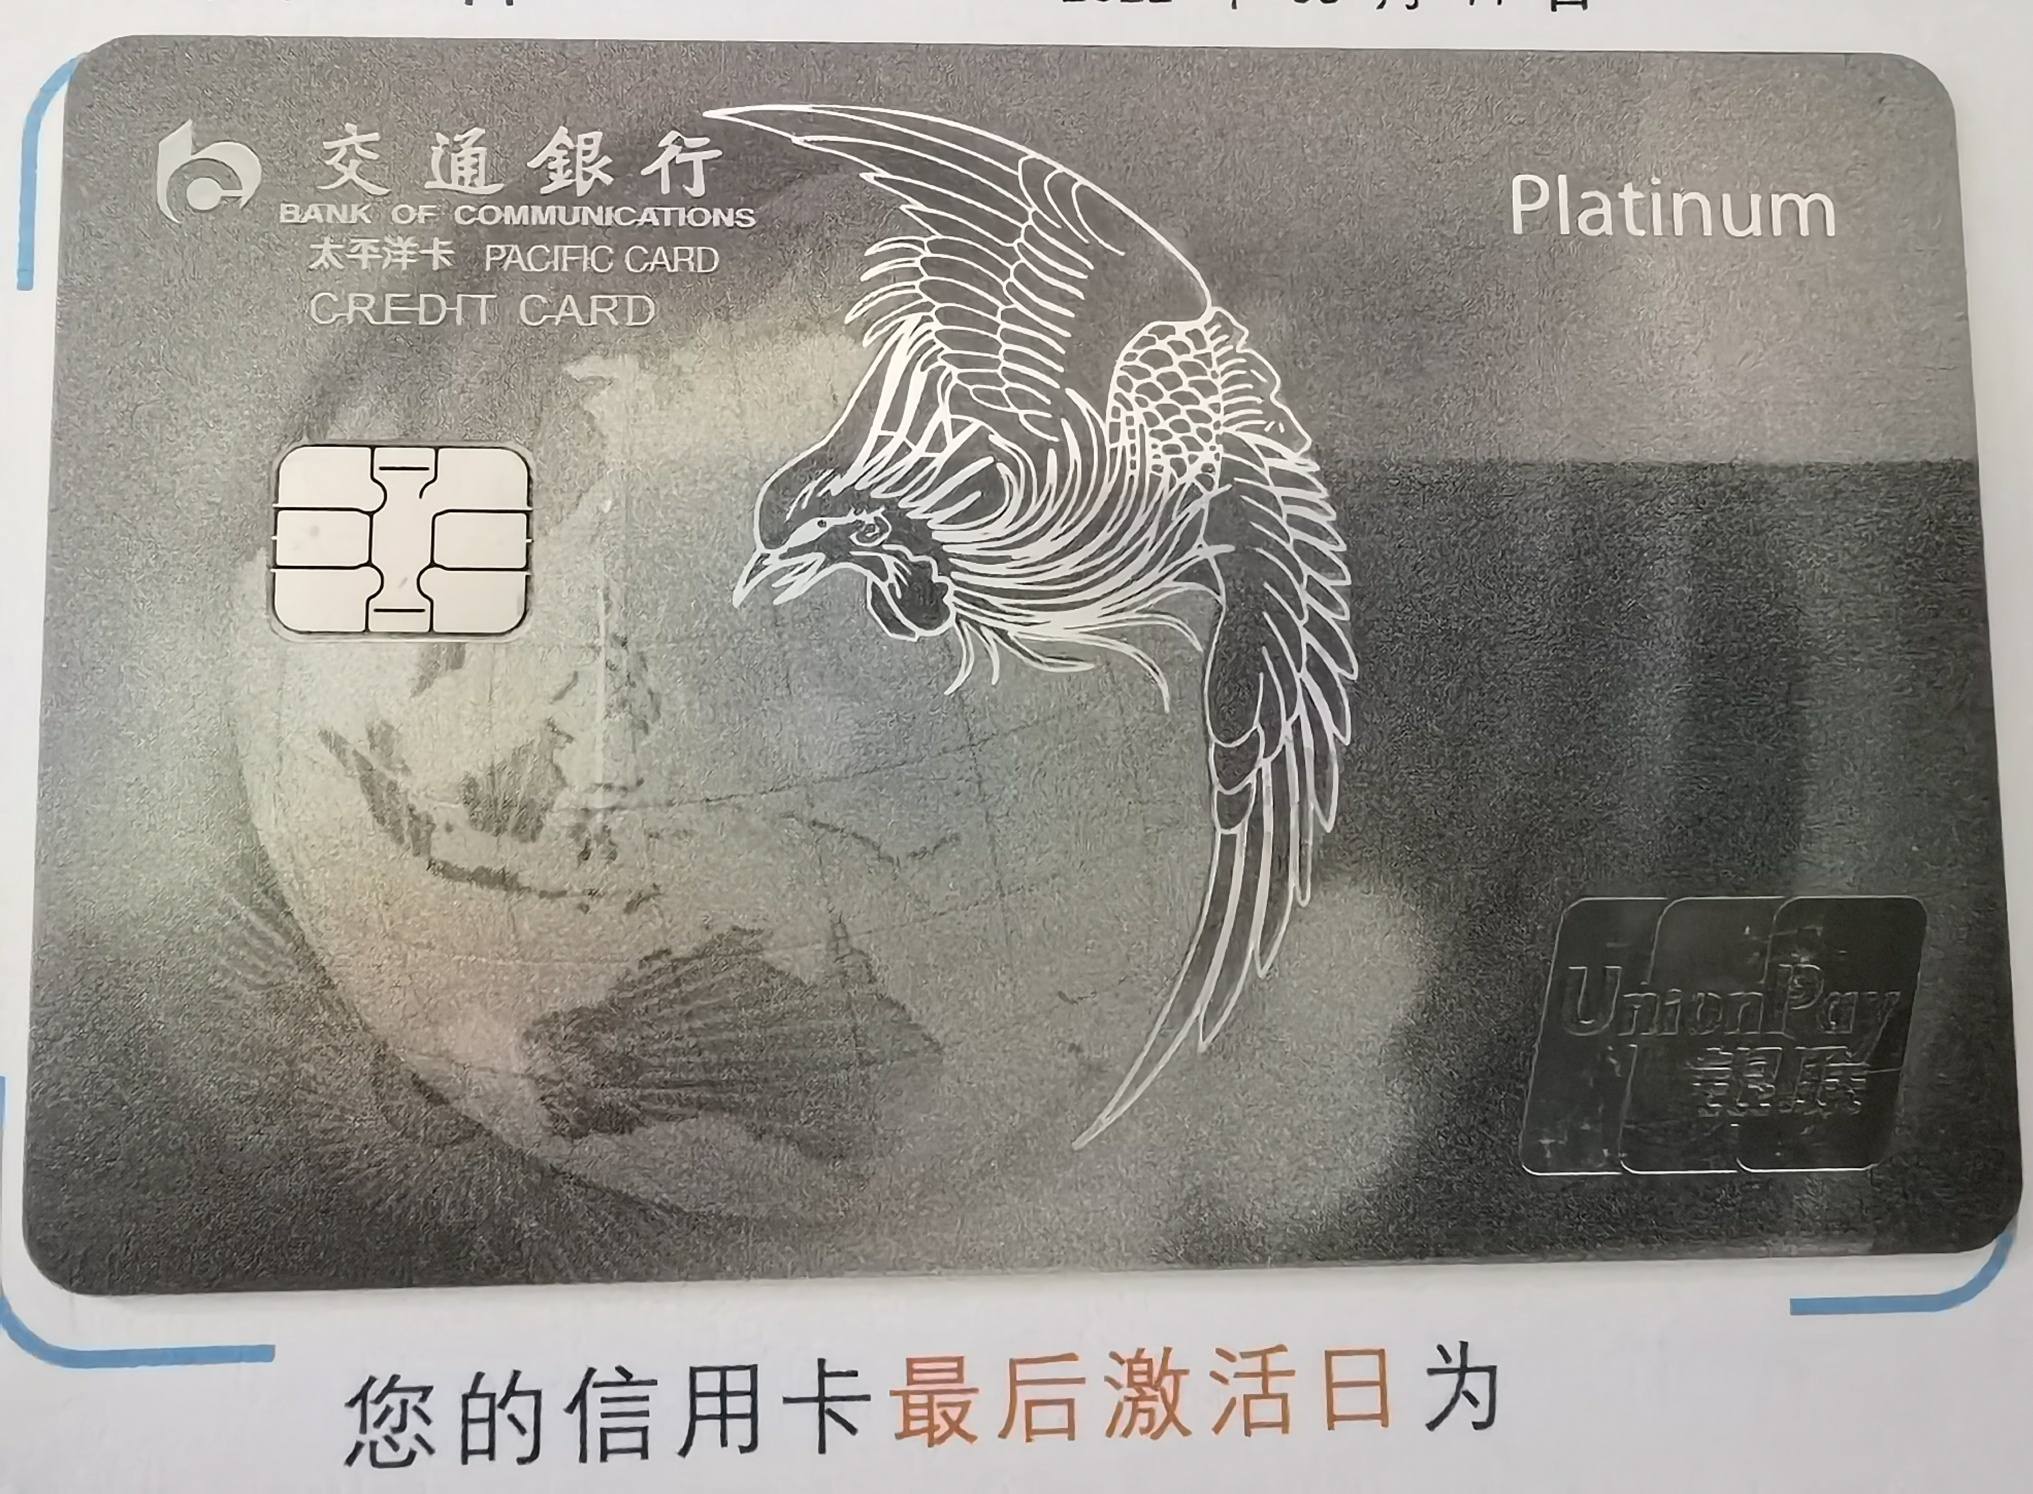 交通銀行
BANK OF COMMUNICATIONS
太平洋卡 PACIFIC CARD
CREDIT CARD
Platinum
UnionPay
银联
您的信用卡最后激活日为